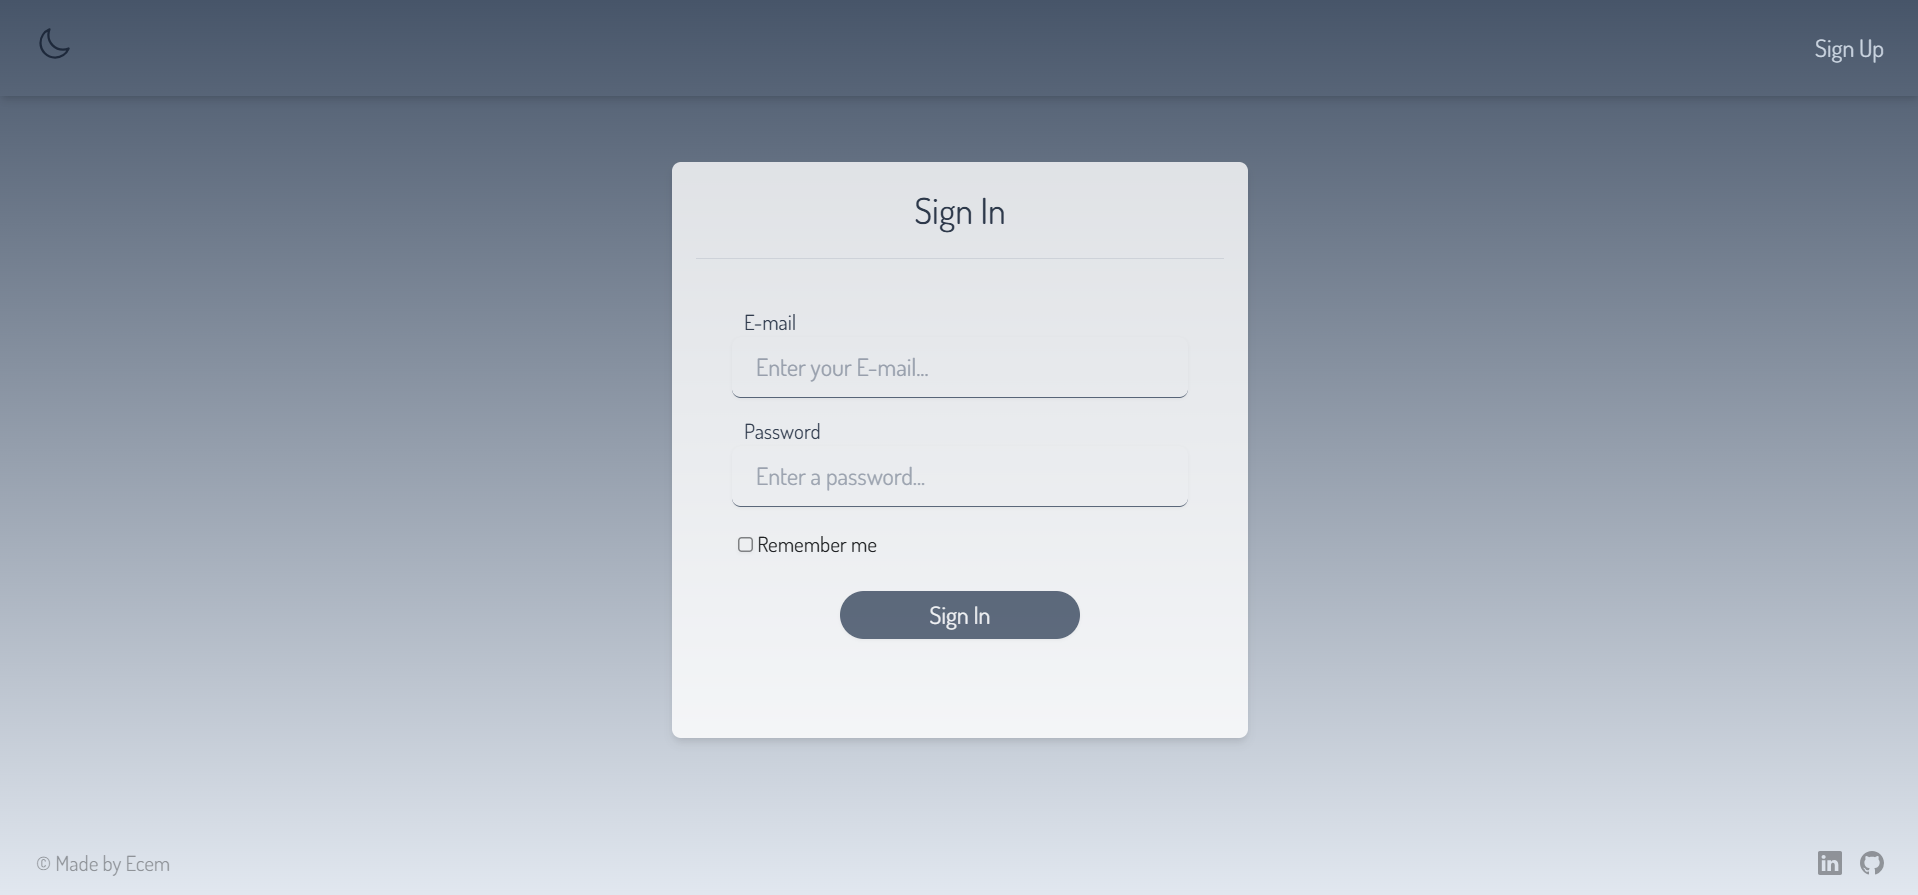 Sign Up
Sign In
E-mail
Enter your E-mail...
Password
Enter a password...
Remember me
Sign In
© Made by Ecem
in